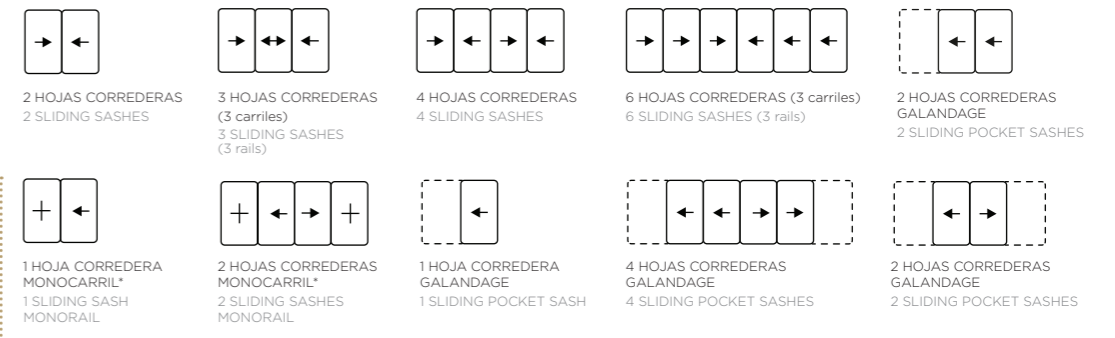 2 HOJAS CORREDERAS
2 SLIDING SASHES
3 HOJAS CORREDERAS
(3 carriles)
3 SLIDING SASHES
(3 rails)
4 HOJAS CORREDERAS
4 SLIDING SASHES
6 HOJAS CORREDERAS (3 carriles)
6 SLIDING SASHES (3 rails)
2 HOJAS CORREDERAS
GALANDAGE
2 SLIDING POCKET SASHES
1 HOJA CORREDERA
MONOCARRIL*
1 SLIDING SASH
MONORAIL
2 HOJAS CORREDERAS
MONOCARRIL*
2 SLIDING SASHES
MONORAIL
1 HOJA CORREDERA
GALANDAGE
1 SLIDING POCKET SASH
4 HOJAS CORREDERAS
GALANDAGE
4 SLIDING POCKET SASHES
2 HOJAS CORREDERAS
GALANDAGE
2 SLIDING POCKET SASHES